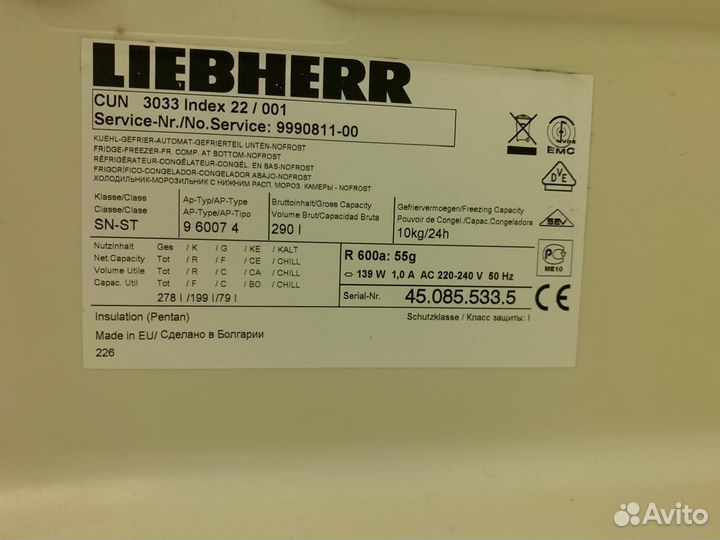 LIEBHERR
CUN 3033 Index 22 / 001
Service-Nr./No.Service: 9990811-00
KUEHL-GEFRIER-AUTOMAT-GEFRIERTEIL UNTEN-NOFROST
FRIDGE-FREEZER-FR. COMP. AT BOTTOM-NOFROST
RÉFRIGÉRATEUR-CONGÉLATEUR-CONGÉL. EN BAS-NOFRAST
FRIGORÍFICO-CONGELADOR-CONGELADOR ABAJO-NOFROST
ХОЛОДИЛЬНИК-МОРОЗИЛЬНИК С НИЖНИМ РАСП. МОРОЗ. КАМЕРЫ - NOFROST
EMC
DVE
SEV
PC
ME10
Klasse/Class Ap-Typ/AP-Type Bruttoinhalt/Gross Capacity Gefriervermoegen/Freezing Capacity
Classe/Clase AP-Type/AP-Tipo Volume Brut/Capacidad Bruta Pouvoir de Congel./Capac.Congeladora
SN-ST 9 6007 4 290 l 10kg/24h
Nutzinhalt Ges / K / G / KE / KALT
Net.Capacity Tot / R / F / CE / CHILL
Volume Utile Tot / R / C / CA / CHILL
Capac. Util Tot / F / C / BO / CHILL
278 l /199 l/79 l
R 600a: 55g
139 W 1,0 A AC 220-240 V 50 Hz
Serial-Nr. 45.085.533.5
CE
Insulation (Pentan) Schutzklasse / Класс защиты: I
Made in EU/ Сделано в Болгарии
226
Avito